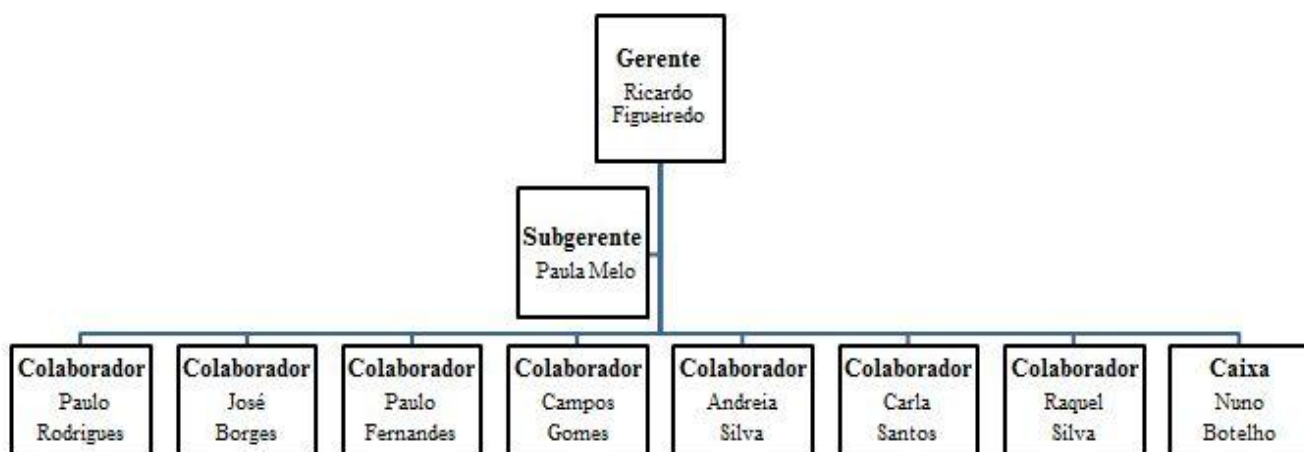 Gerente
Ricardo
Figueiredo
Subgerente
Paula Melo
Colaborador
Paulo
Rodrigues
Colaborador
José
Borges
Colaborador
Paulo
Fernandes
Colaborador
Campos
Gomes
Colaborador
Andreia
Silva
Colaborador
Carla
Santos
Colaborador
Raquel
Silva
Caixa
Nuno
Botelho